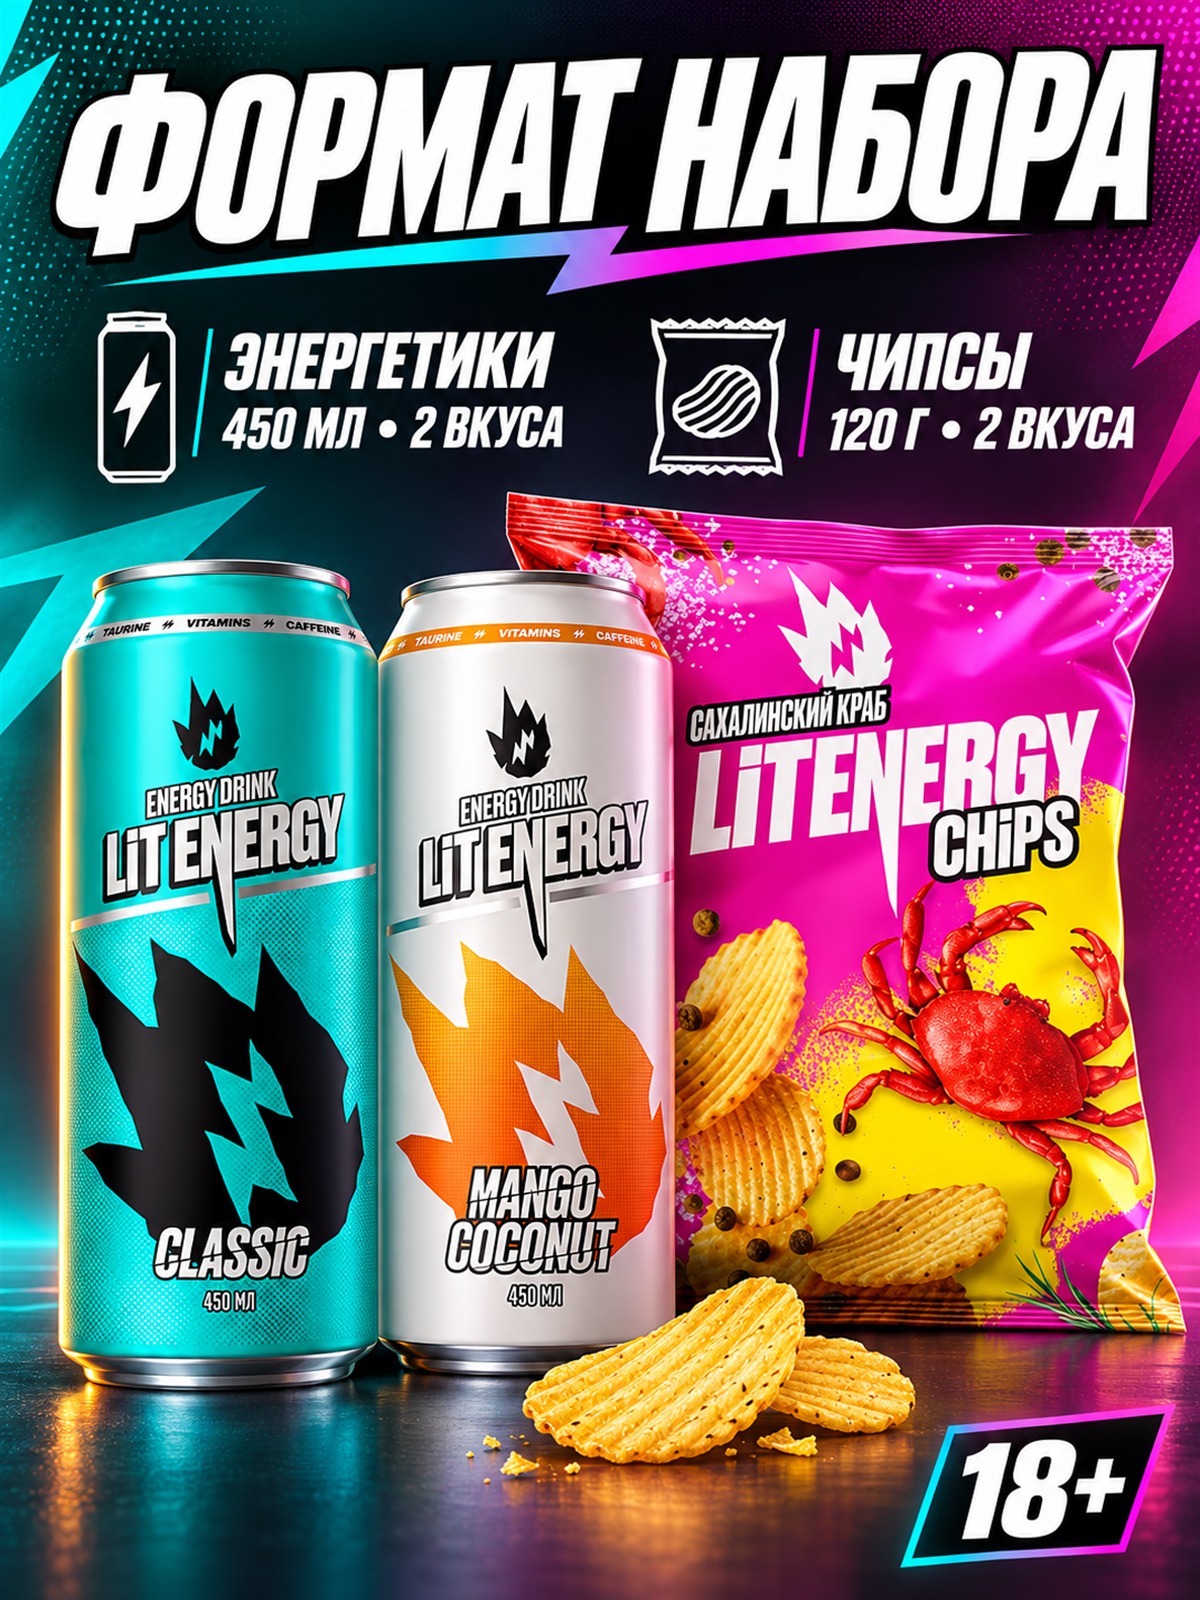 ФОРМАТ НАБОРА
ЭНЕРГЕТИКИ
450 МЛ • 2 ВКУСА
ЧИПСЫ
120 Г • 2 ВКУСА
TAURINE VITAMINS CAFFEINE
ENERGY DRINK
LiT ENERGY
CLASSIC
450 МЛ
TAURINE VITAMINS CAFFEINE
ENERGY DRINK
LiT ENERGY
MANGO
COCONUT
450 МЛ
САХАЛИНСКИЙ КРАБ
LiTENERGY
CHiPS
18+